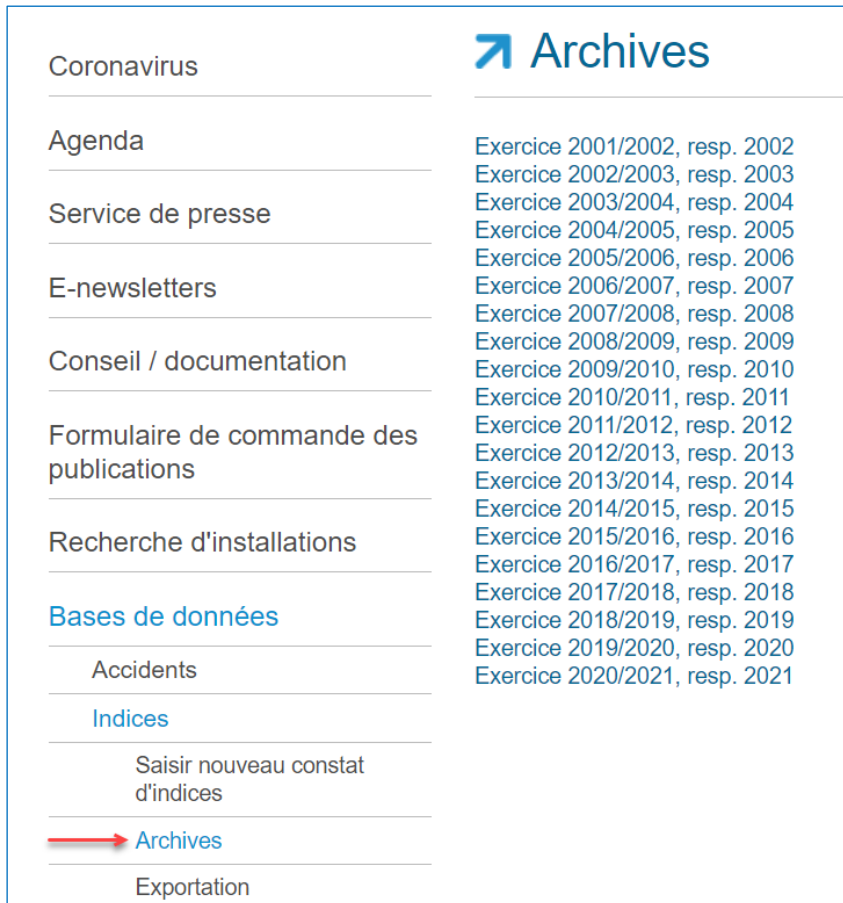 Coronavirus
Agenda
Service de presse
E-newsletters
Conseil / documentation
Formulaire de commande des
publications
Recherche d'installations
Bases de données
Accidents
Indices
Saisir nouveau constat
d'indices
Archives
Exportation
Archives
Exercice 2001/2002, resp. 2002
Exercice 2002/2003, resp. 2003
Exercice 2003/2004, resp. 2004
Exercice 2004/2005, resp. 2005
Exercice 2005/2006, resp. 2006
Exercice 2006/2007, resp. 2007
Exercice 2007/2008, resp. 2008
Exercice 2008/2009, resp. 2009
Exercice 2009/2010, resp. 2010
Exercice 2010/2011, resp. 2011
Exercice 2011/2012, resp. 2012
Exercice 2012/2013, resp. 2013
Exercice 2013/2014, resp. 2014
Exercice 2014/2015, resp. 2015
Exercice 2015/2016, resp. 2016
Exercice 2016/2017, resp. 2017
Exercice 2017/2018, resp. 2018
Exercice 2018/2019, resp. 2019
Exercice 2019/2020, resp. 2020
Exercice 2020/2021, resp. 2021